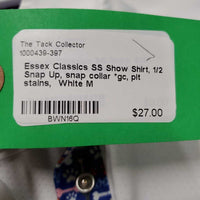 The Tack Collector
1000439-397
Essex Classics SS Show Shirt, 1/2
Snap Up, snap collar *gc, pit
stains, White M
$27.00
BWN16Q